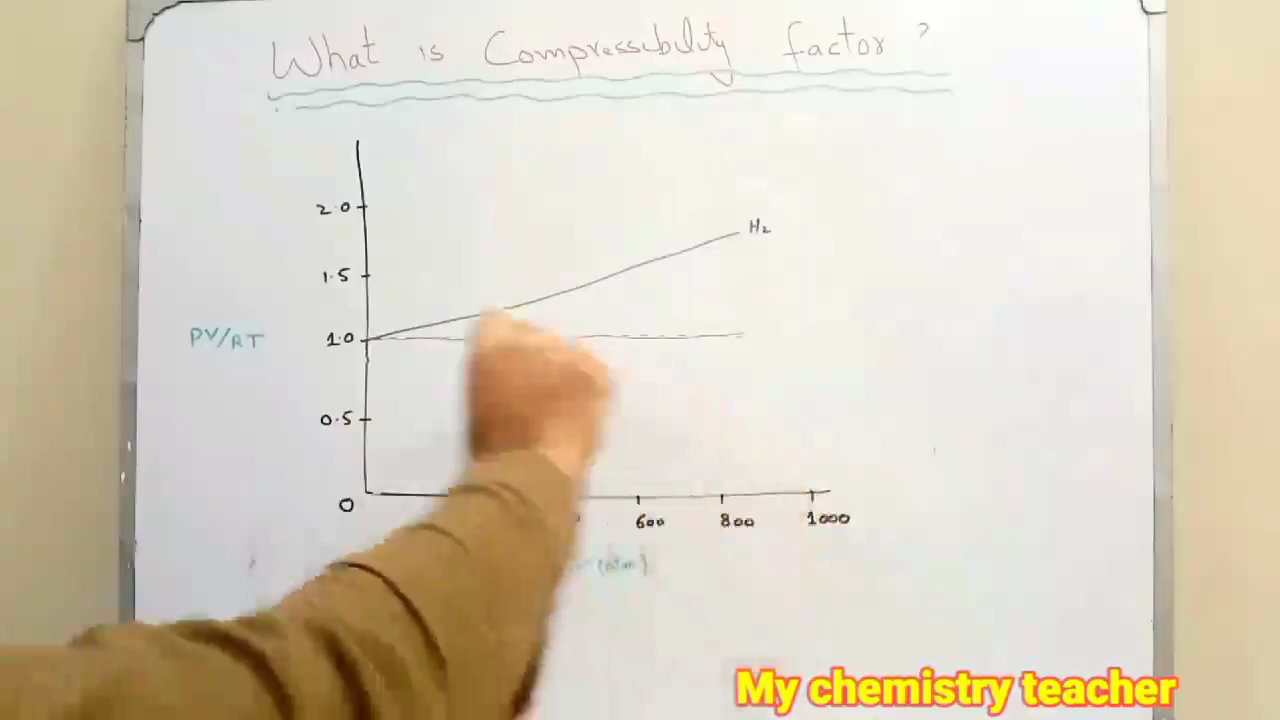 What is Compressibility factor ?
2.0
H₂
1.5
PV/RT
1.0
0.5
0
600 800 1000
(atm)
My chemistry teacher